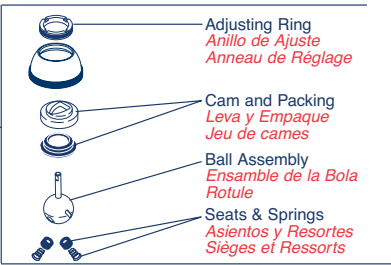 Adjusting Ring
Anillo de Ajuste
Anneau de Réglage
Cam and Packing
Leva y Empaque
Jeu de cames
Ball Assembly
Ensamble de la Bola
Rotule
Seats & Springs
Asientos y Resortes
Sièges et Ressorts